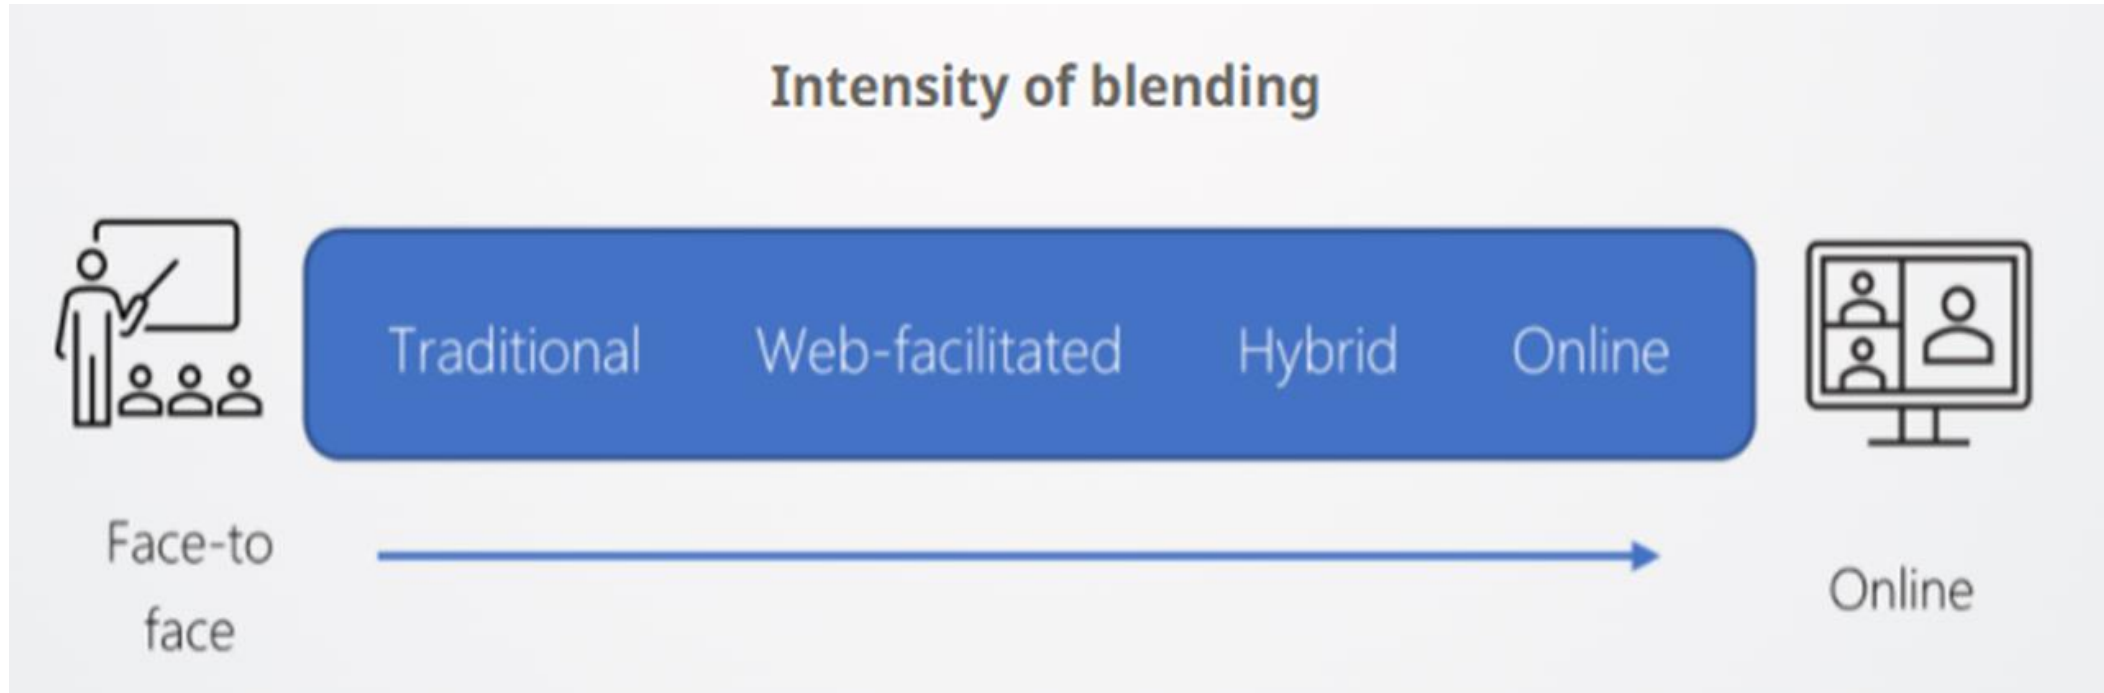 Intensity of blending
Traditional Web-facilitated Hybrid Online
Face-to
face
Online